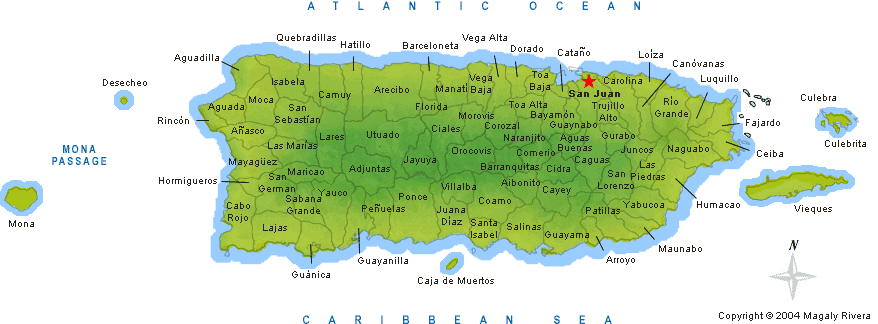 ATLANTIC OCEAN
Quebradillas
Hatillo
Barceloneta
Vega Alta
Dorado
Cataño
Loiza
Canóvanas
Luquillo
Aguadilla
Isabela
Camuy
Arecibo
Manatí
Vega
Baja
Toa
Baja
San Juan
Carolina
Desecheo
Moca
Aguada
San
Sebastián
Florida
Morovis
Toa Alta
Bayamón
Trujillo
Alto
Río
Grande
Culebra
Rincón
Añasco
Lares
Utuado
Ciales
Corozal
Naranjito
Guaynabo
Gurabo
Fajardo
Culebrita
MONA
PASSAGE
Las Marías
Mayagüez
Maricao
Adjuntas
Jayuya
Orocovis
Barranquitas
Comerio
Aguas
Buenas
Caguas
Juncos
Naguabo
Ceiba
Hormigueros
San
German
Sabana
Grande
Yauco
Peñuelas
Ponce
Villalba
Aibonito
Cidra
Cayey
San
Lorenzo
Las
Piedras
Humacao
Vieques
Mona
Cabo
Rojo
Lajas
Juana
Díaz
Coamo
Santa
Isabel
Salinas
Guayama
Patillas
Yabucoa
Maunabo
Arroyo
Guánica
Guayanilla
Caja de Muertos
N
CARIBBEAN SEA
Copyright © 2004 Magaly Rivera